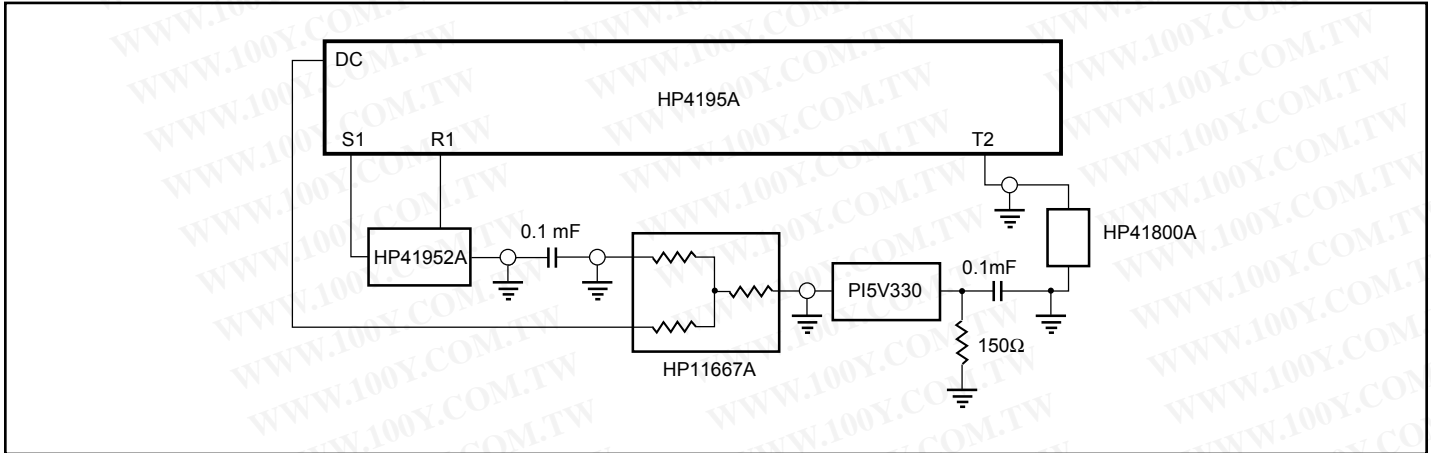 DC
HP4195A
S1 R1 T2
HP41800A
0.1 mF
HP41952A
0.1mF
PI5V330
150Ω
HP11667A
WWW.100Y.COM.TW